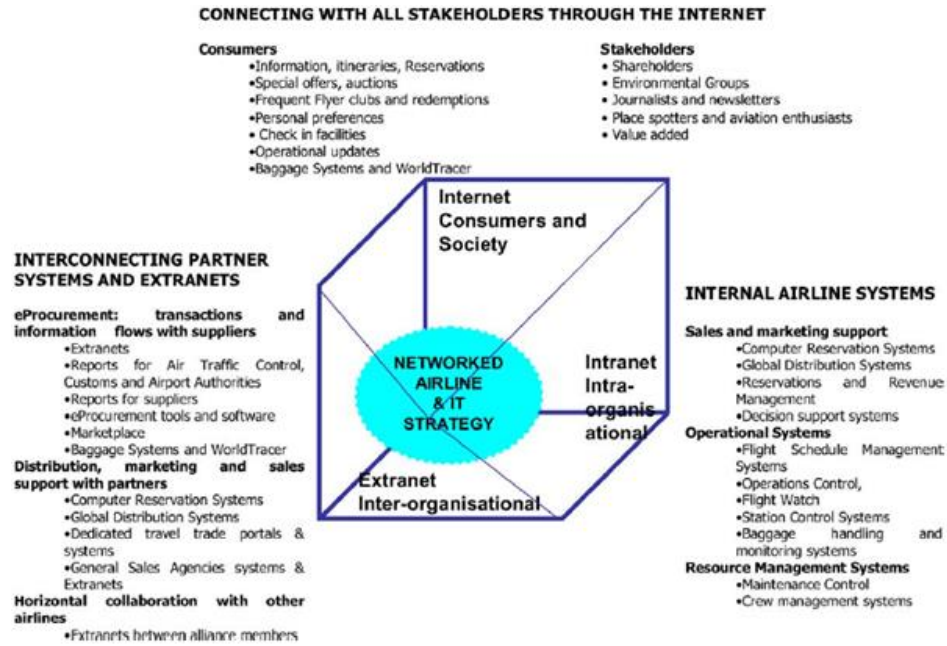 CONNECTING WITH ALL STAKEHOLDERS THROUGH THE INTERNET
Consumers
•Information, itineraries, Reservations
•Special offers, auctions
•Frequent Flyer clubs and redemptions
•Personal preferences
• Check in facilities
•Operational updates
•Baggage Systems and WorldTracer
Stakeholders
• Shareholders
• Environmental Groups
• Journalists and newsletters
• Place spotters and aviation enthusiasts
• Value added
Internet
Consumers and
Society
INTERCONNECTING PARTNER
SYSTEMS AND EXTRANETS
eProcurement: transactions and
information flows with suppliers
•Extranets
•Reports for Air Traffic Control,
Customs and Airport Authorities
•Reports for suppliers
•eProcurement tools and software
•Marketplace
•Baggage Systems and WorldTracer
Distribution, marketing and sales
support with partners
•Computer Reservation Systems
•Global Distribution Systems
•Dedicated travel trade portals &
systems
•General Sales Agencies systems &
Extranets
Horizontal collaboration with other
airlines
•Extranets between alliance members
NETWORKED
AIRLINE
& IT
STRATEGY
Intranet
Intra-
organis
ational
Extranet
Inter-organisational
INTERNAL AIRLINE SYSTEMS
Sales and marketing support
•Computer Reservation Systems
•Global Distribution Systems
•Reservations and Revenue
Management
•Decision support systems
Operational Systems
•Flight Schedule Management
Systems
•Operations Control,
•Flight Watch
•Station Control Systems
•Baggage handling and
monitoring systems
Resource Management Systems
•Maintenance Control
•Crew management systems